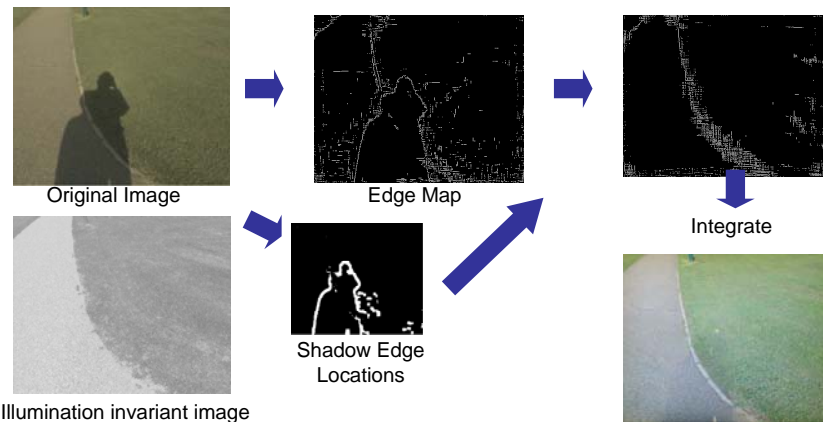 Original Image
Edge Map
Integrate
Shadow Edge
Locations
Illumination invariant image